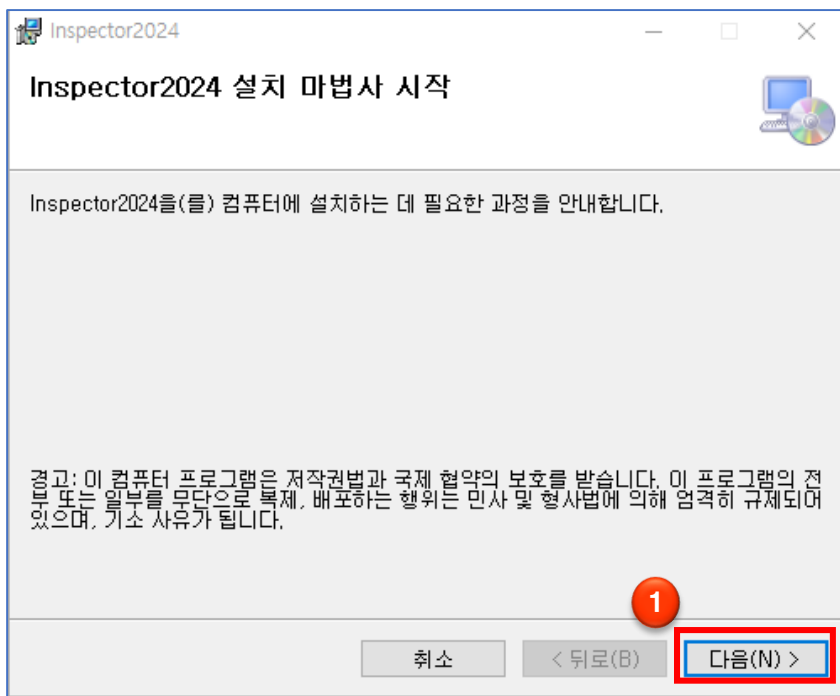 Inspector2024
Inspector2024 설치 마법사 시작
Inspector2024을(를) 컴퓨터에 설치하는 데 필요한 과정을 안내합니다.
경고: 이 컴퓨터 프로그램은 저작권법과 국제 협약의 보호를 받습니다. 이 프로그램의 전
부 또는 일부를 무단으로 복제, 배포하는 행위는 민사 및 형사법에 의해 엄격히 규제되어
있으며, 기소 사유가 됩니다.
1
취소 < 뒤로(B) 다음(N) >